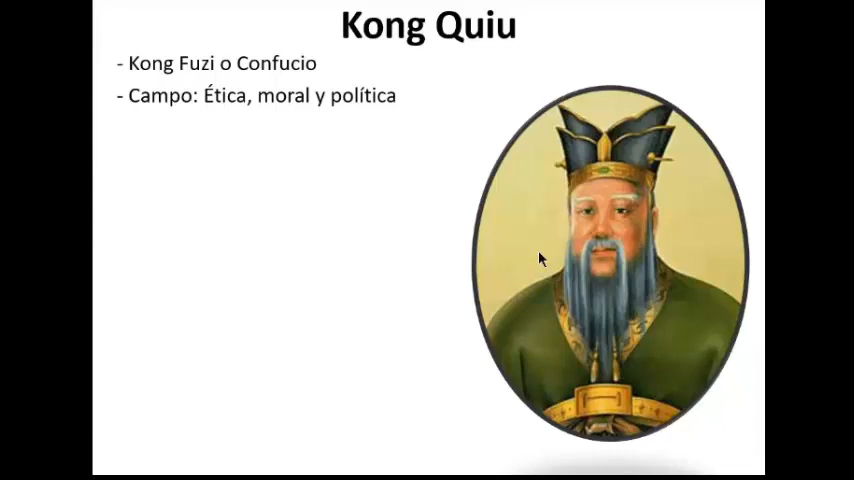 Kong Quiu
- Kong Fuzi o Confucio
- Campo: Ética, moral y política